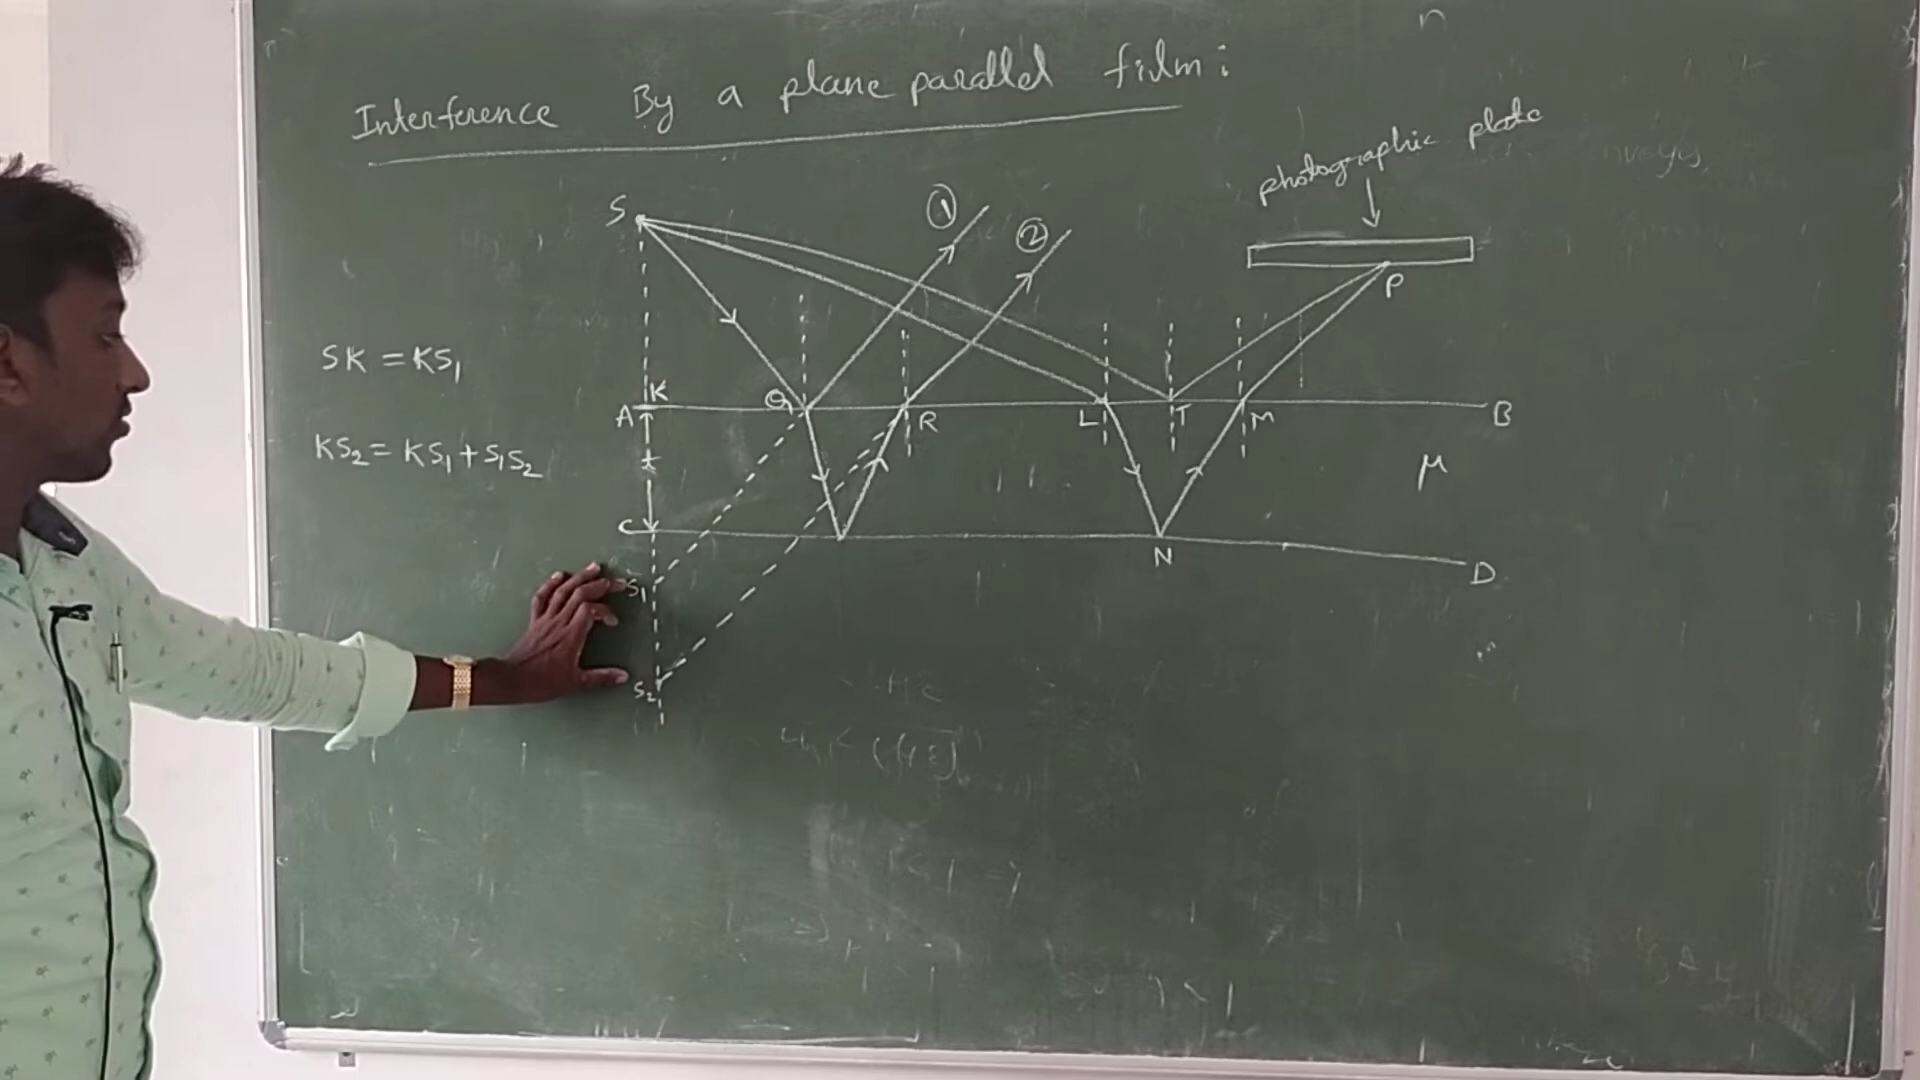 Interference By a plane parallel film:
photographic plate
S
①
②
P
SK = KS₁
A K Q R L T M B
KS₂ = KS₁ + S₁S₂
t
μ
C
N
D
S₁
S₂